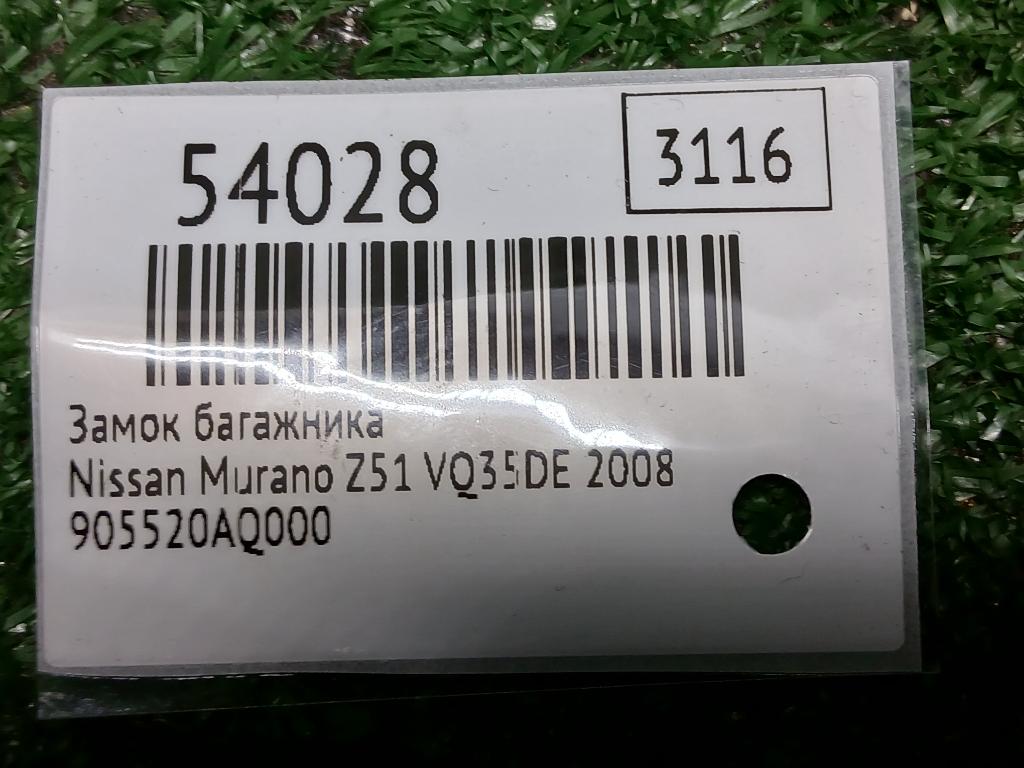 54028
3116
Замок багажника
Nissan Murano Z51 VQ35DE 2008
905520AQ000